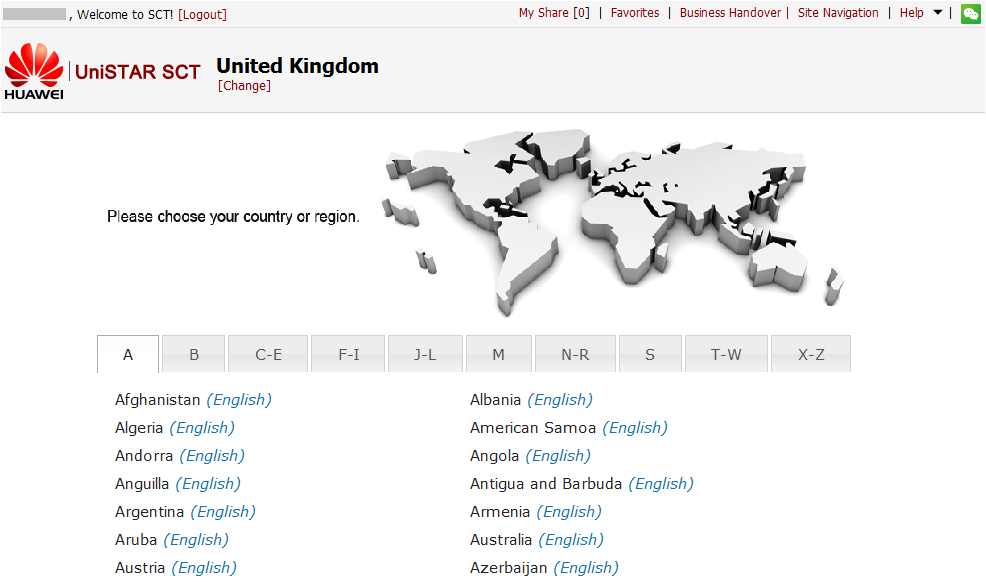 , Welcome to SCT! [Logout] My Share [0] | Favorites | Business Handover | Site Navigation | Help |
HUAWEI | UniSTAR SCT United Kingdom
[Change]
Please choose your country or region.
A B C-E F-I J-L M N-R S T-W X-Z
Afghanistan (English) Albania (English)
Algeria (English) American Samoa (English)
Andorra (English) Angola (English)
Anguilla (English) Antigua and Barbuda (English)
Argentina (English) Armenia (English)
Aruba (English) Australia (English)
Austria (English) Azerbaijan (English)